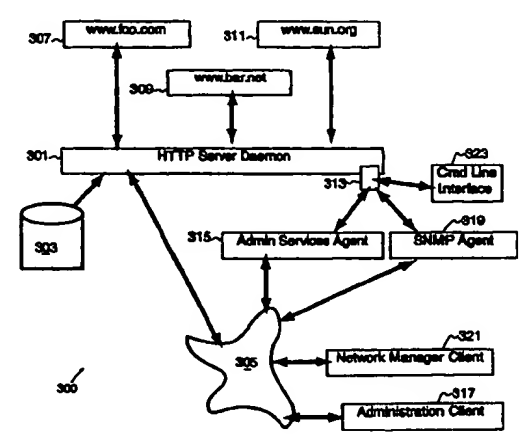 www.foo.com
307
www.sun.org
311
www.bar.net
309
301
HTTP Server Daemon
313
323
Cmd Line
Interface
303
315
Admin Services Agent
319
SNMP Agent
305
321
Network Manager Client
300
317
Administration Client